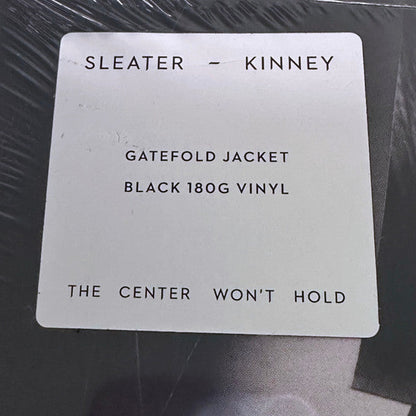 SLEATER – KINNEY
GATEFOLD JACKET
BLACK 180G VINYL
THE CENTER WON'T HOLD